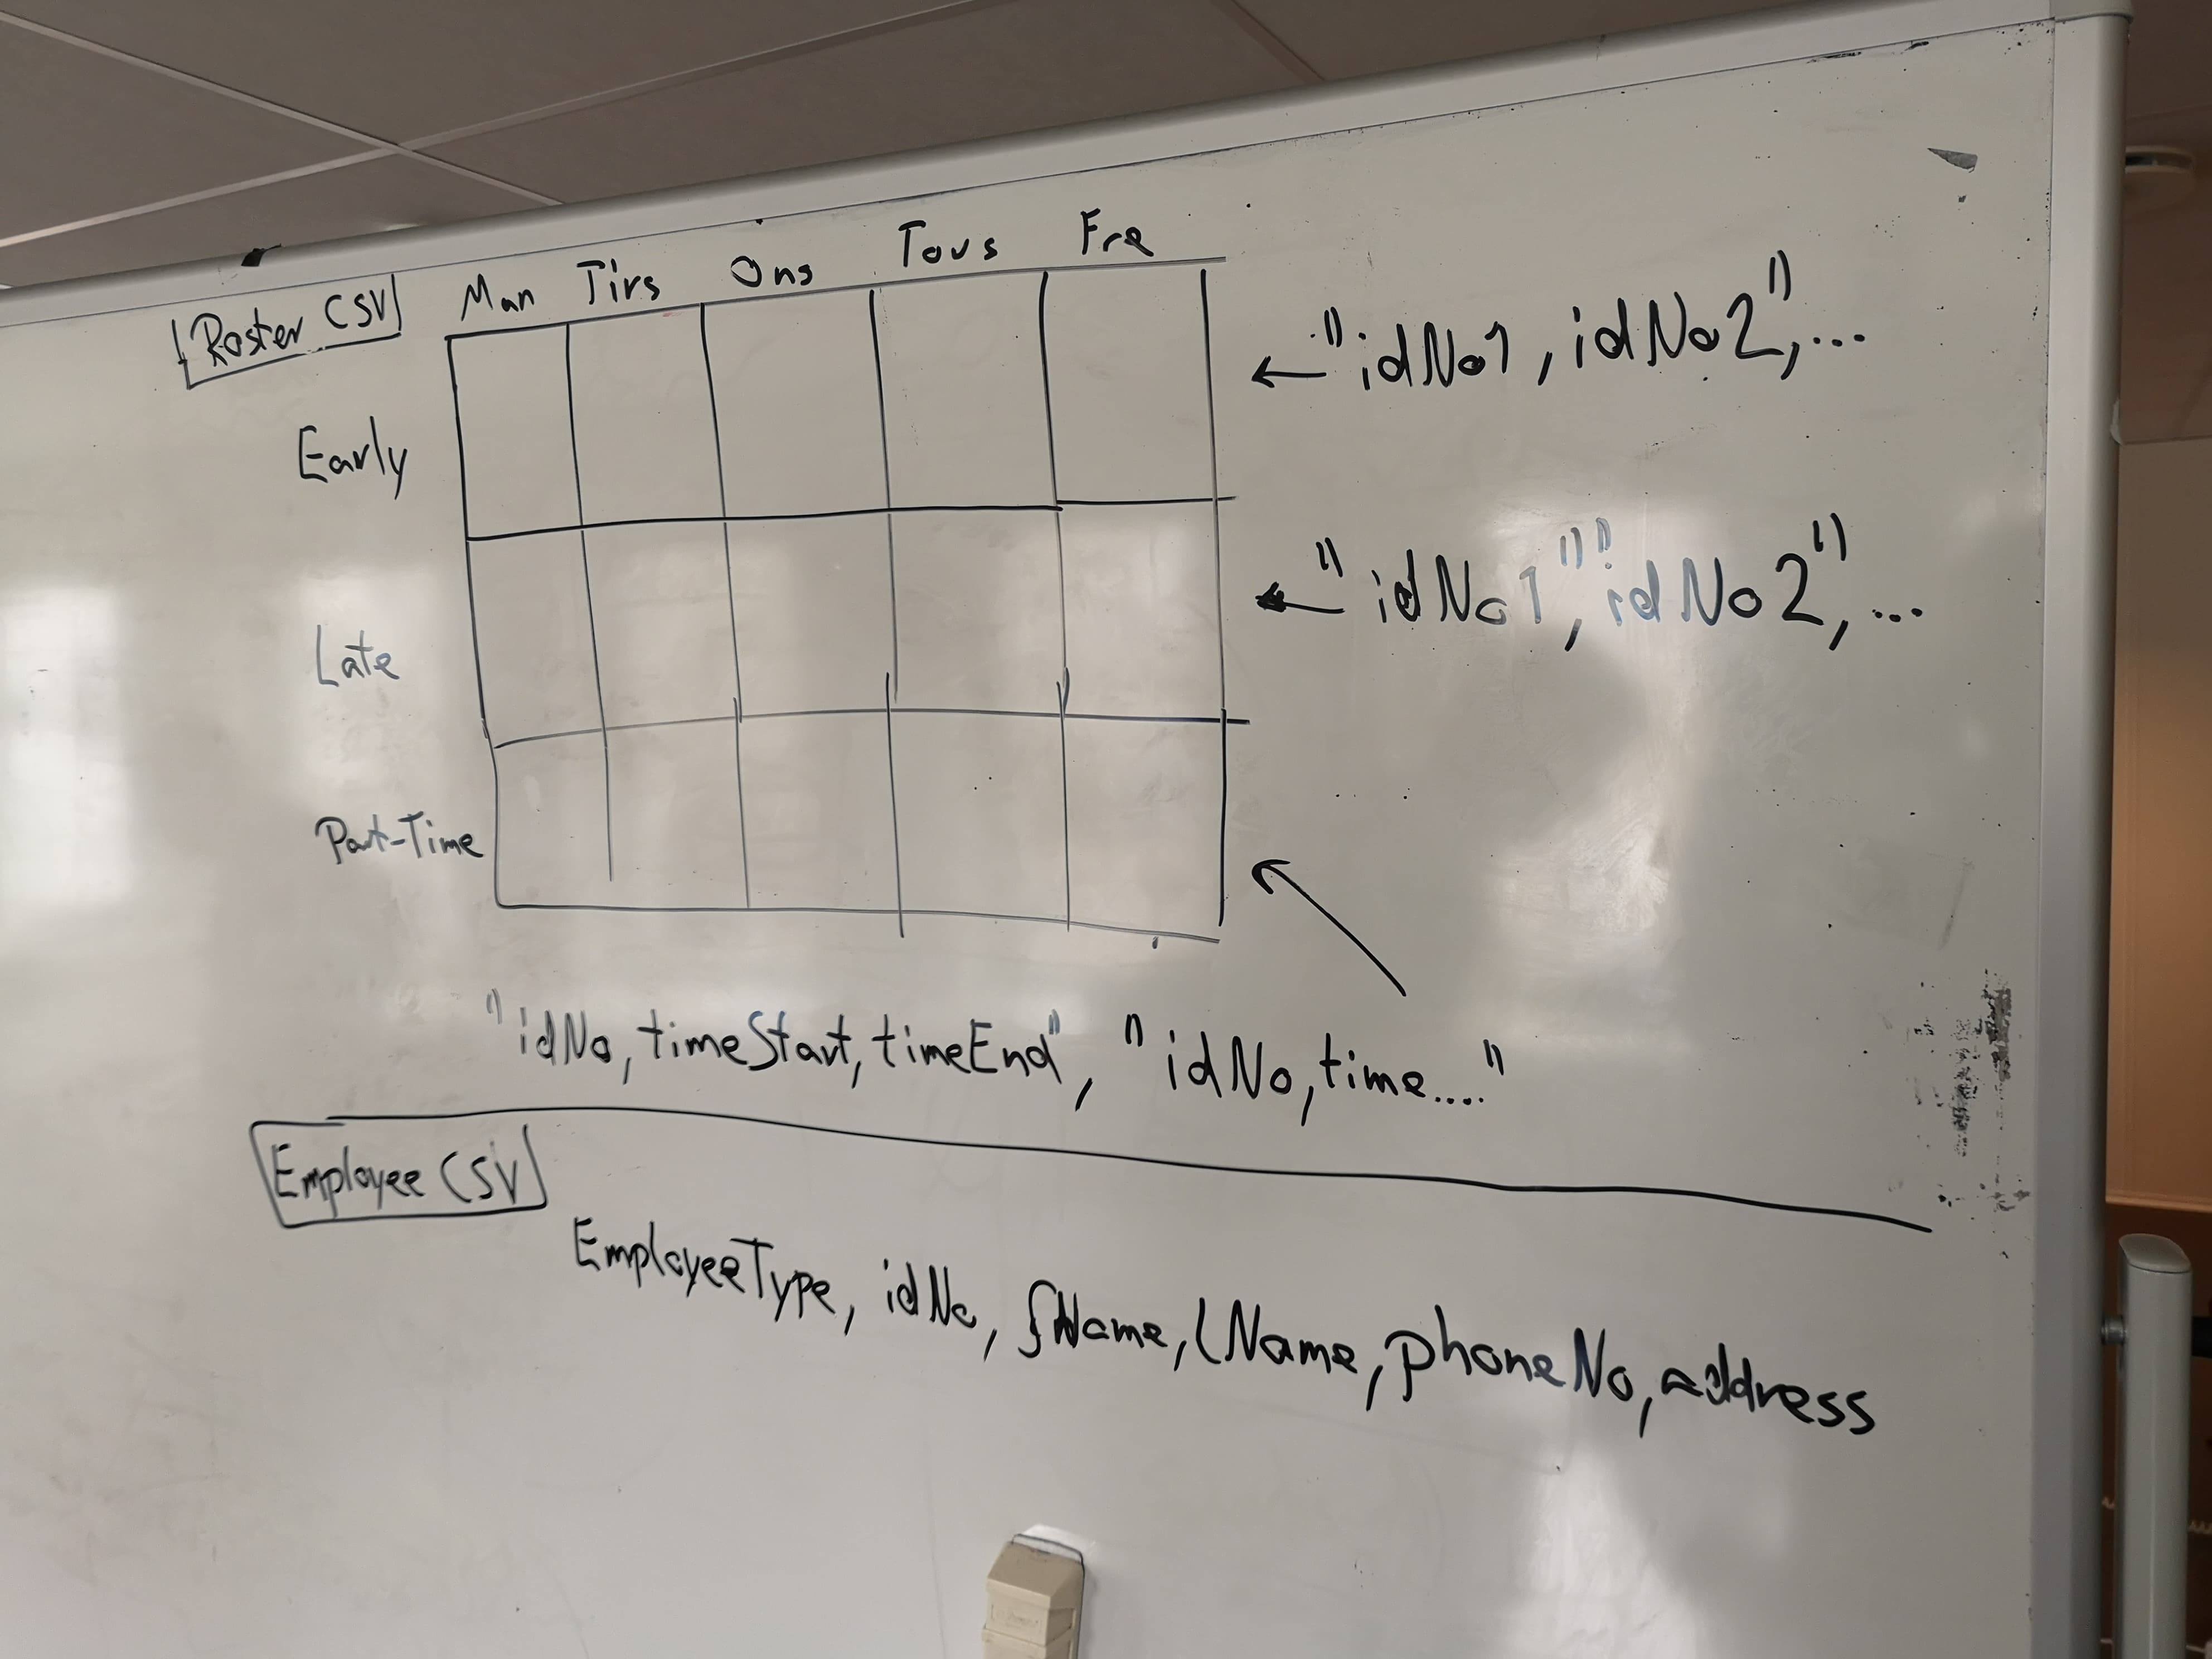 Roster CSV
Man Tirs Ons Tors Fre
Early
"idNo1, idNo2", ...
Late
"idNo1", "idNo2", ...
Part-Time
"idNo, timeStart, timeEnd", "idNo, time...."
Employee CSV
EmployeeType, idNo, fName, lName, phoneNo, address